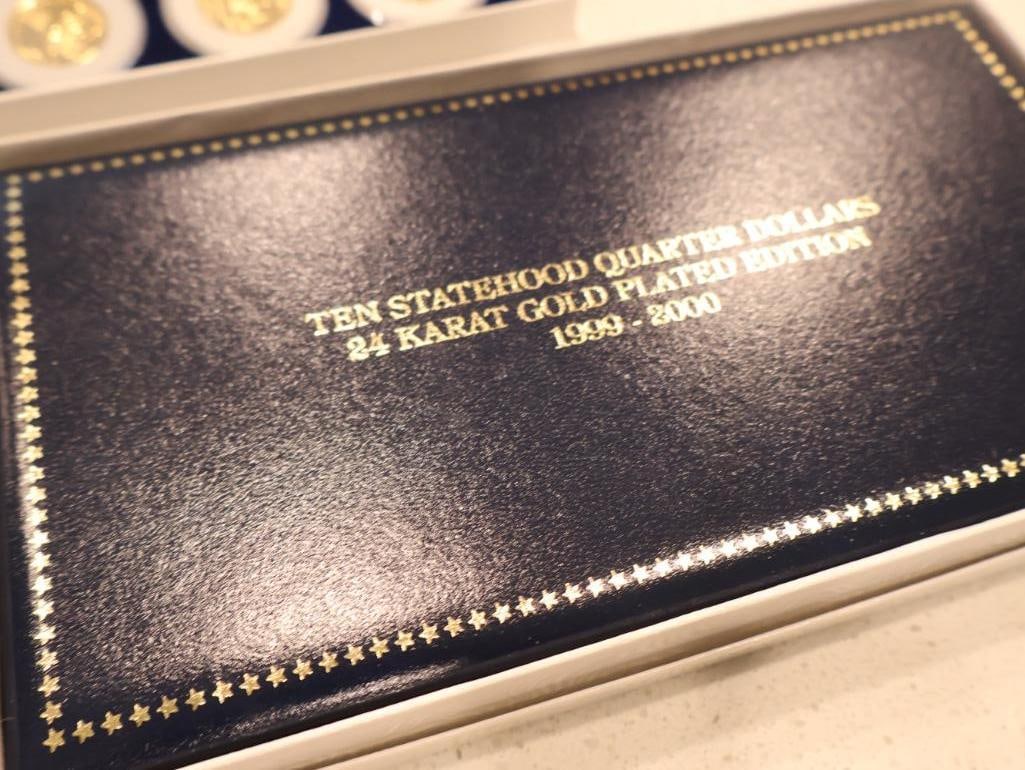 TEN STATEHOOD QUARTER DOLLARS
24 KARAT GOLD PLATED EDITION
1999 - 2000